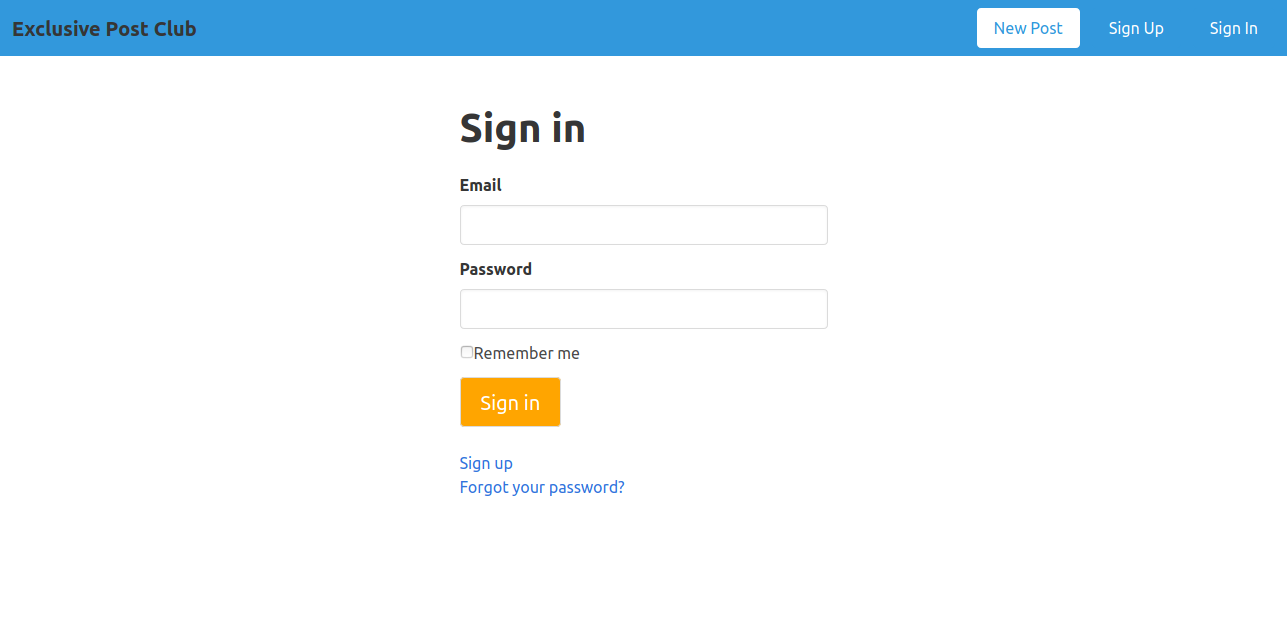 Exclusive Post Club
New Post
Sign Up
Sign In
Sign in
Email
Password
Remember me
Sign in
Sign up
Forgot your password?